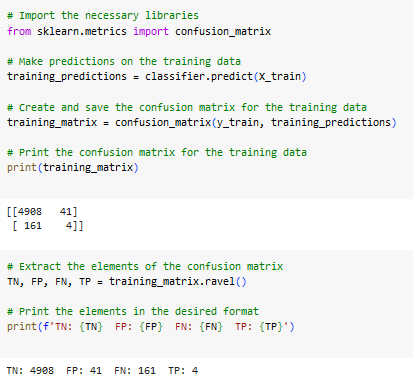 # Import the necessary libraries
from sklearn.metrics import confusion_matrix
# Make predictions on the training data
training_predictions = classifier.predict(X_train)
# Create and save the confusion matrix for the training data
training_matrix = confusion_matrix(y_train, training_predictions)
# Print the confusion matrix for the training data
print(training_matrix)
[[4908   41]
 [ 161    4]]
# Extract the elements of the confusion matrix
TN, FP, FN, TP = training_matrix.ravel()
# Print the elements in the desired format
print(f'TN: {TN}  FP: {FP}  FN: {FN}  TP: {TP}')
TN: 4908  FP: 41  FN: 161  TP: 4